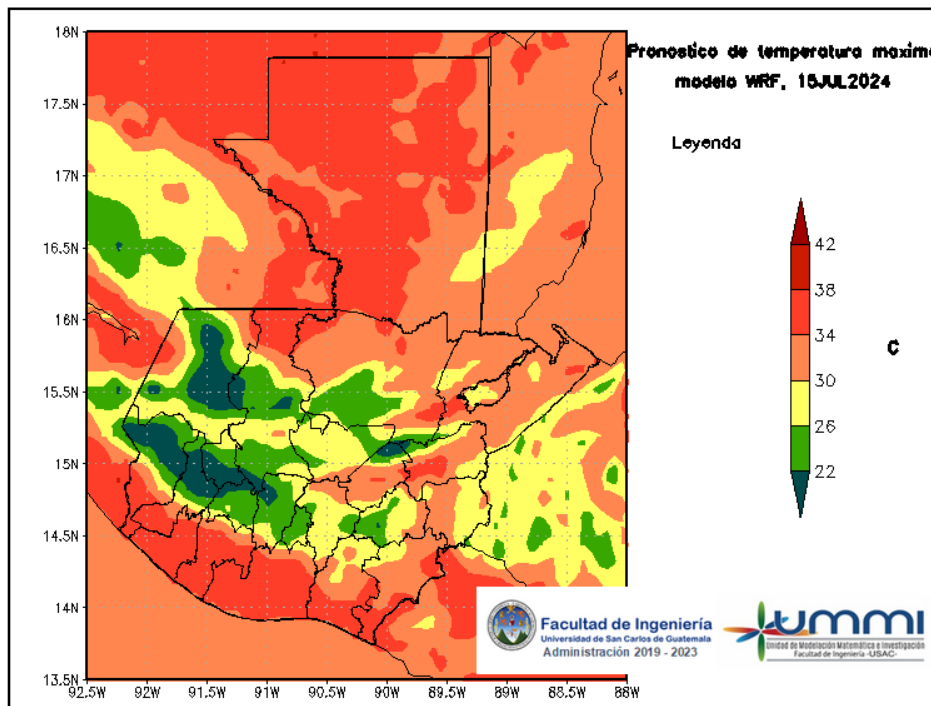 Pronostico de temperatura maxima
modelo WRF, 15JUL2024
Leyenda
42
38
34
30
26
22
C
18N
17.5N
17N
16.5N
16N
15.5N
15N
14.5N
14N
13.5N
92.5W
92W
91.5W
91W
90.5W
90W
89.5W
89W
88.5W
88W
Facultad de Ingeniería
Universidad de San Carlos de Guatemala
Administración 2019 - 2023
ummi
Unidad de Modelación Matemática e Investigación
Facultad de Ingeniería -USAC-